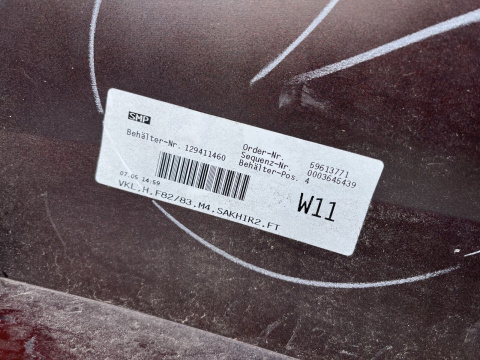 SMP
Behälter-Nr. 129411460
Order-Nr. 59613771
Sequenz-Nr. 0003646439
Behälter-Pos. 4
07.05 14:59
W11
VKL.H.F82/83.M4.SAKHIR2.FT